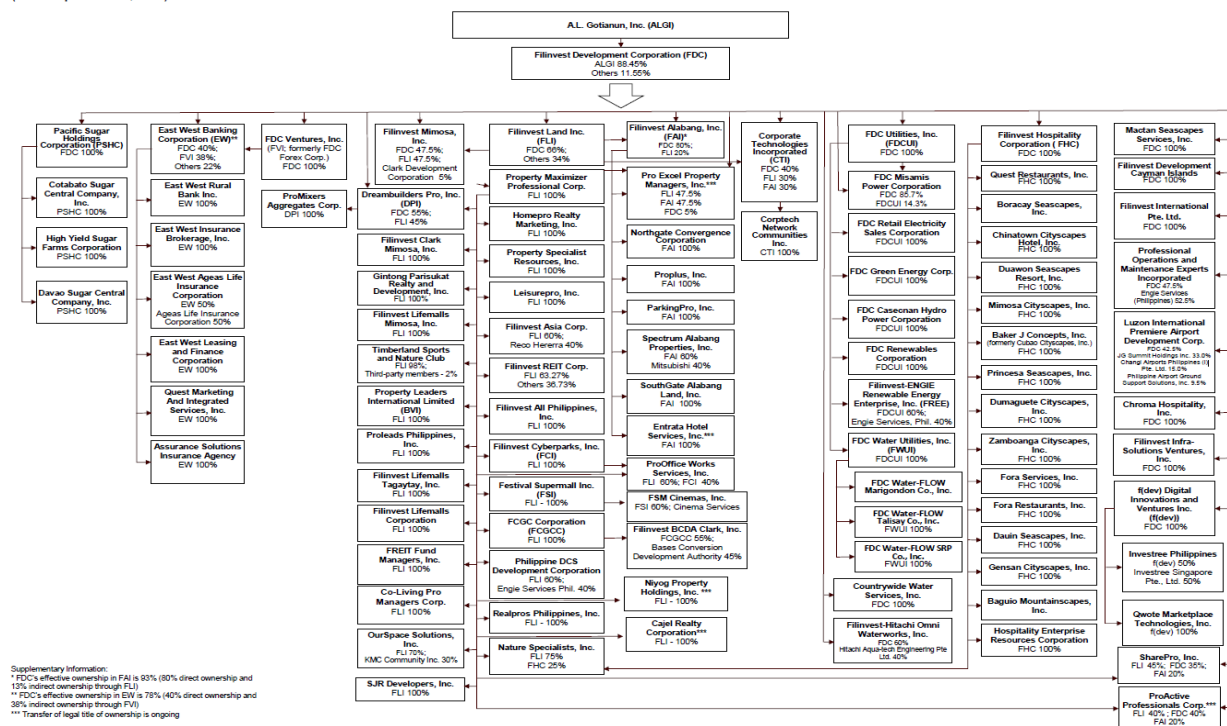 A.L. Gotianun, Inc. (ALGI)
Filinvest Development Corporation (FDC)
ALGI 88.45%
Others 11.55%
Pacific Sugar
Holdings
Corporation (PSHC)
FDC 100%
Cotabato Sugar
Central Company,
Inc.
PSHC 100%
High Yield Sugar
Farms Corporation
PSHC 100%
Davao Sugar Central
Company, Inc.
PSHC 100%
East West Banking
Corporation (EW)**
FDC 40%;
FVI 38%;
Others 22%
East West Rural
Bank Inc.
EW 100%
East West Insurance
Brokerage, Inc.
EW 100%
East West Ageas Life
Insurance
Corporation
EW 50%
Ageas Life Insurance
Corporation 50%
East West Leasing
and Finance
Corporation
EW 100%
Quest Marketing
And Integrated
Services, Inc.
EW 100%
Assurance Solutions
Insurance Agency
EW 100%
FDC Ventures, Inc.
(FVI; formerly FDC
Forex Corp.)
FDC 100%
ProMixers
Aggregates Corp.
DPI 100%
Filinvest Mimosa,
Inc.
FDC 47.5%;
FLI 47.5%;
Clark Development
Corporation 5%
Dreambuilders Pro, Inc.
(DPI)
FDC 55%;
FLI 45%
Filinvest Clark
Mimosa, Inc.
FLI 100%
Gintong Parisukat
Realty and
Development, Inc.
FLI 100%
Filinvest Lifemalls
Mimosa, Inc.
FLI 100%
Timberland Sports
and Nature Club
FLI 98%;
Third-party members - 2%
Property Leaders
International Limited
(BVI)
FLI 100%
Proleads Philippines,
Inc.
FLI 100%
Filinvest Lifemalls
Tagaytay, Inc.
FLI 100%
Filinvest Lifemalls
Corporation
FLI 100%
FREIT Fund
Managers, Inc.
FLI 100%
Co-Living Pro
Managers Corp.
FLI 100%
OurSpace Solutions,
Inc.
FLI 70%;
KMC Community Inc. 30%
SJR Developers, Inc.
FLI 100%
Filinvest Land Inc.
(FLI)
FDC 66%;
Others 34%
Property Maximizer
Professional Corp.
FLI 100%
Homepro Realty
Marketing, Inc.
FLI 100%
Property Specialist
Resources, Inc.
FLI 100%
Leisurepro, Inc.
FLI 100%
Filinvest Asia Corp.
FLI 60%;
Reco Hererra 40%
Filinvest REIT Corp.
FLI 63.27%
Others 36.73%
Filinvest All Philippines,
Inc.
FLI 100%
Filinvest Cyberparks, Inc.
(FCI)
FLI 100%
Festival Supermall Inc.
(FSI)
FLI - 100%
FCGC Corporation
(FCGCC)
FLI 100%
Philippine DCS
Development Corporation
FLI 60%;
Engie Services Phil. 40%
Realpros Philippines, Inc.
FLI - 100%
Nature Specialists, Inc.
FLI 75%
FHC 25%
Filinvest Alabang, Inc.
(FAI)*
FDC 80%;
FLI 20%
Pro Excel Property
Managers, Inc.***
FLI 47.5%
FAI 47.5%
FDC 5%
Northgate Convergence
Corporation
FAI 100%
Proplus, Inc.
FAI 100%
ParkingPro, Inc.
FAI 100%
Spectrum Alabang
Properties, Inc.
FAI 60%
Mitsubishi 40%
SouthGate Alabang
Land, Inc.
FAI 100%
Entrata Hotel
Services, Inc.***
FAI 100%
ProOffice Works
Services, Inc.
FLI 60%; FCI 40%
FSM Cinemas, Inc.
FSI 60%; Cinema Services
Filinvest BCDA Clark, Inc.
FCGCC 55%;
Bases Conversion
Development Authority 45%
Niyog Property
Holdings, Inc. ***
FLI - 100%
Cajel Realty
Corporation***
FLI - 100%
Corporate
Technologies
Incorporated
(CTI)
FDC 40%
FLI 30%
FAI 30%
Corptech Network
Communities
Inc.
CTI 100%
FDC Utilities, Inc.
(FDCUI)
FDC 100%
FDC Misamis
Power Corporation
FDC 85.7%
FDCUI 14.3%
FDC Retail Electricity
Sales Corporation
FDCUI 100%
FDC Green Energy Corp.
FDCUI 100%
FDC Casecnan Hydro
Power Corporation
FDCUI 100%
FDC Renewables
Corporation
FDCUI 100%
Filinvest-ENGIE
Renewable Energy
Enterprise, Inc. (FREE)
FDCUI 60%;
Engie Services, Phil. 40%
FDC Water Utilities, Inc.
(FWUI)
FDCUI 100%
FDC Water-FLOW
Marigondon Co., Inc.
FDC Water-FLOW
Talisay Co., Inc.
FWUI 100%
FDC Water-FLOW SRP
Co., Inc.
FWUI 100%
Countrywide Water
Services, Inc.
FDC 100%
Filinvest-Hitachi Omni
Waterworks, Inc.
FDC 60%
Hitachi Aqua-tech Engineering Pte
Ltd. 40%
Filinvest Hospitality
Corporation ( FHC)
FDC 100%
Quest Restaurants, Inc.
FHC 100%
Boracay Seascapes,
Inc.
FHC 100%
Chinatown Cityscapes
Hotel, Inc.
FHC 100%
Duawon Seascapes
Resort, Inc.
FHC 100%
Mimosa Cityscapes, Inc.
FHC 100%
Baker J Concepts, Inc.
(formerly Cubao Cityscapes, Inc.)
FHC 100%
Princesa Seascapes, Inc.
FHC 100%
Dumaguete Cityscapes,
Inc.
FHC 100%
Zamboanga Cityscapes,
Inc.
FHC 100%
Fora Services, Inc.
FHC 100%
Fora Restaurants, Inc.
FHC 100%
Dauin Seascapes, Inc.
FHC 100%
Gensan Cityscapes, Inc.
FHC 100%
Baguio Mountainscapes,
Inc.
Hospitality Enterprise
Resources Corporation
FHC 100%
Mactan Seascapes
Services, Inc.
FDC 100%
Filinvest Development
Cayman Islands
FDC 100%
Filinvest International
Pte. Ltd.
FDC 100%
Professional
Operations and
Maintenance Experts
Incorporated
FDC 47.5%
Engie Services
(Philippines) 52.5%
Luzon International
Premiere Airport
Development Corp.
FDC 42.5%
JG Summit Holdings Inc. 33.0%
Changi Airports Philippines (I)
Pte. Ltd. 15.0%
Philippine Airport Ground
Support Solutions, Inc. 9.5%
Chroma Hospitality,
Inc.
FDC 100%
Filinvest Infra-
Solutions Ventures,
Inc.
FDC 100%
f(dev) Digital
Innovations and
Ventures Inc.
(f(dev))
FDC 100%
Investree Philippines
f(dev) 50%
Investree Singapore
Pte., Ltd. 50%
Qwote Marketplace
Technologies, Inc.
f(dev) 100%
SharePro, Inc.
FLI 45%; FDC 35%;
FAI 20%
ProActive
Professionals Corp.***
FLI 40% ; FDC 40%
FAI 20%
Supplementary Information:
* FDC's effective ownership in FAI is 93% (80% direct ownership and
13% indirect ownership through FLI)
** FDC's effective ownership in EW is 78% (40% direct ownership and
38% indirect ownership through FVI)
*** Transfer of legal title of ownership is ongoing